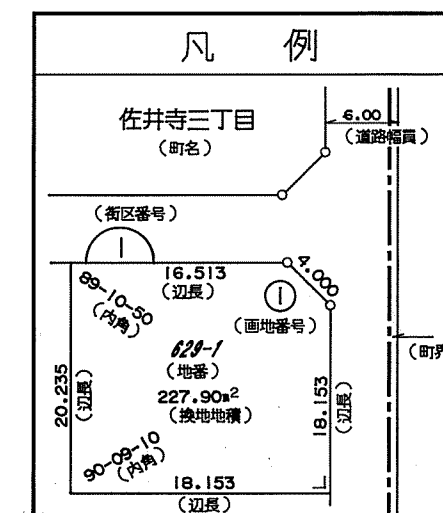 凡 例
佐井寺三丁目
(町名)
6.00
(道路幅員)
(街区番号)
1
16.513
(辺長)
4.000
89-10-50
(内角)
1
(画地番号)
629-1
(地番)
227.90m²
(換地地積)
20.235
(辺長)
18.153
(辺長)
(町界
90-09-10
(内角)
18.153
(辺長)